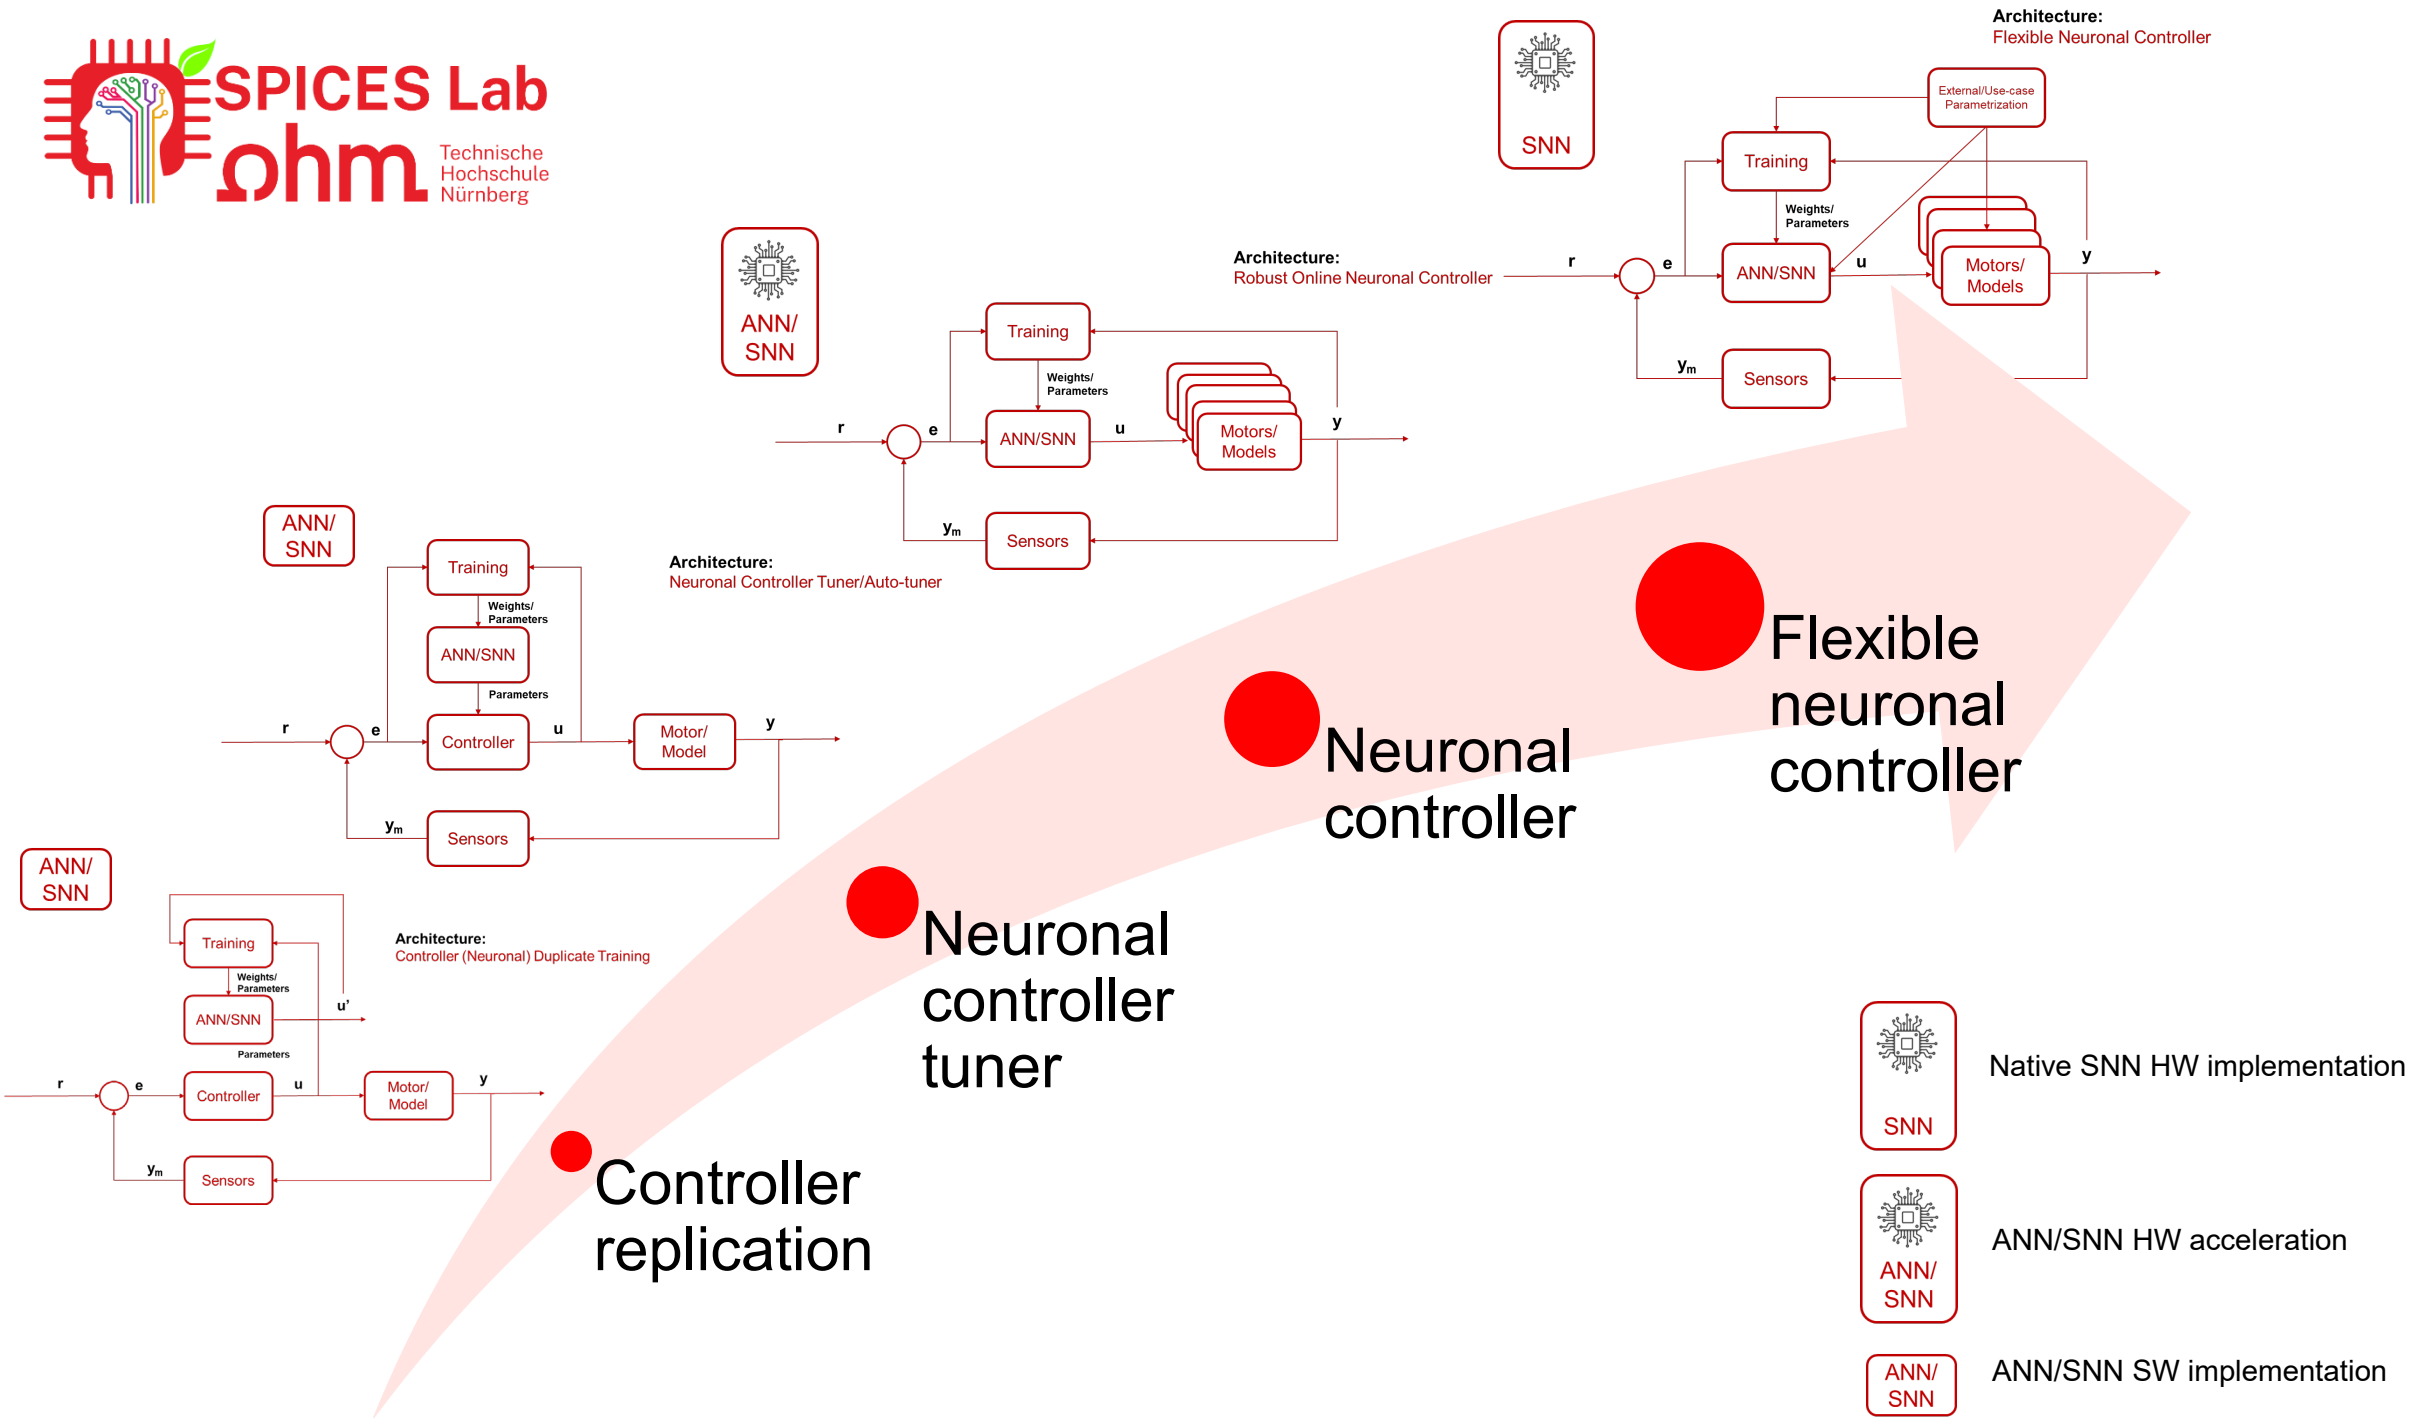 SPICES Lab
ohm
Technische
Hochschule
Nürnberg
SNN
Architecture:
Flexible Neuronal Controller
External/Use-case
Parametrization
Training
Weights/
Parameters
r
e
ANN/SNN
u
Motors/
Models
y
ym
Sensors
ANN/
SNN
Architecture:
Robust Online Neuronal Controller
Training
Weights/
Parameters
r
e
ANN/SNN
u
Motors/
Models
y
ym
Sensors
ANN/
SNN
Architecture:
Neuronal Controller Tuner/Auto-tuner
Training
Weights/
Parameters
ANN/SNN
Parameters
r
e
Controller
u
Motor/
Model
y
ym
Sensors
ANN/
SNN
Architecture:
Controller (Neuronal) Duplicate Training
Training
Weights/
Parameters
ANN/SNN
u'
Parameters
r
e
Controller
u
Motor/
Model
y
ym
Sensors
Controller
replication
Neuronal
controller
tuner
Neuronal
controller
Flexible
neuronal
controller
SNN
Native SNN HW implementation
ANN/
SNN
ANN/SNN HW acceleration
ANN/
SNN
ANN/SNN SW implementation